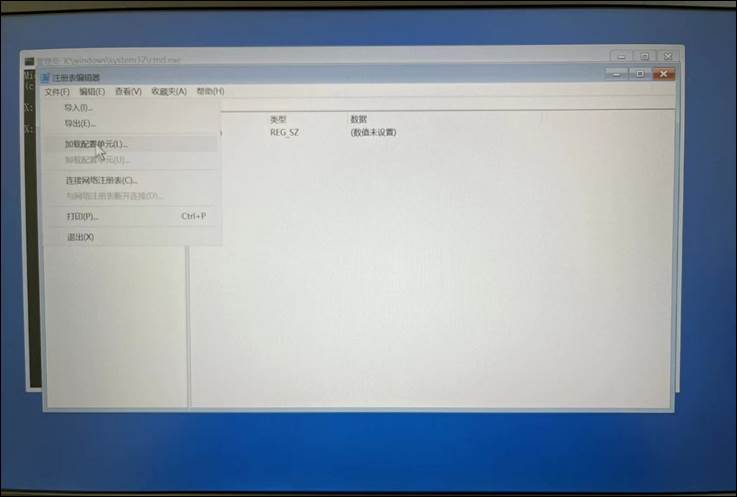 X:\windows\system32\cmd.exe
注册表编辑器
文件(F) 编辑(E) 查看(V) 收藏夹(A) 帮助(H)
导入(I)...
导出(E)...
加载配置单元(L)...
卸载配置单元(U)...
连接网络注册表(C)...
与网络注册表断开连接(D)...
打印(P)... Ctrl+P
退出(X)
类型 数据
REG_SZ (数值未设置)
Mic
(c
X:
X: